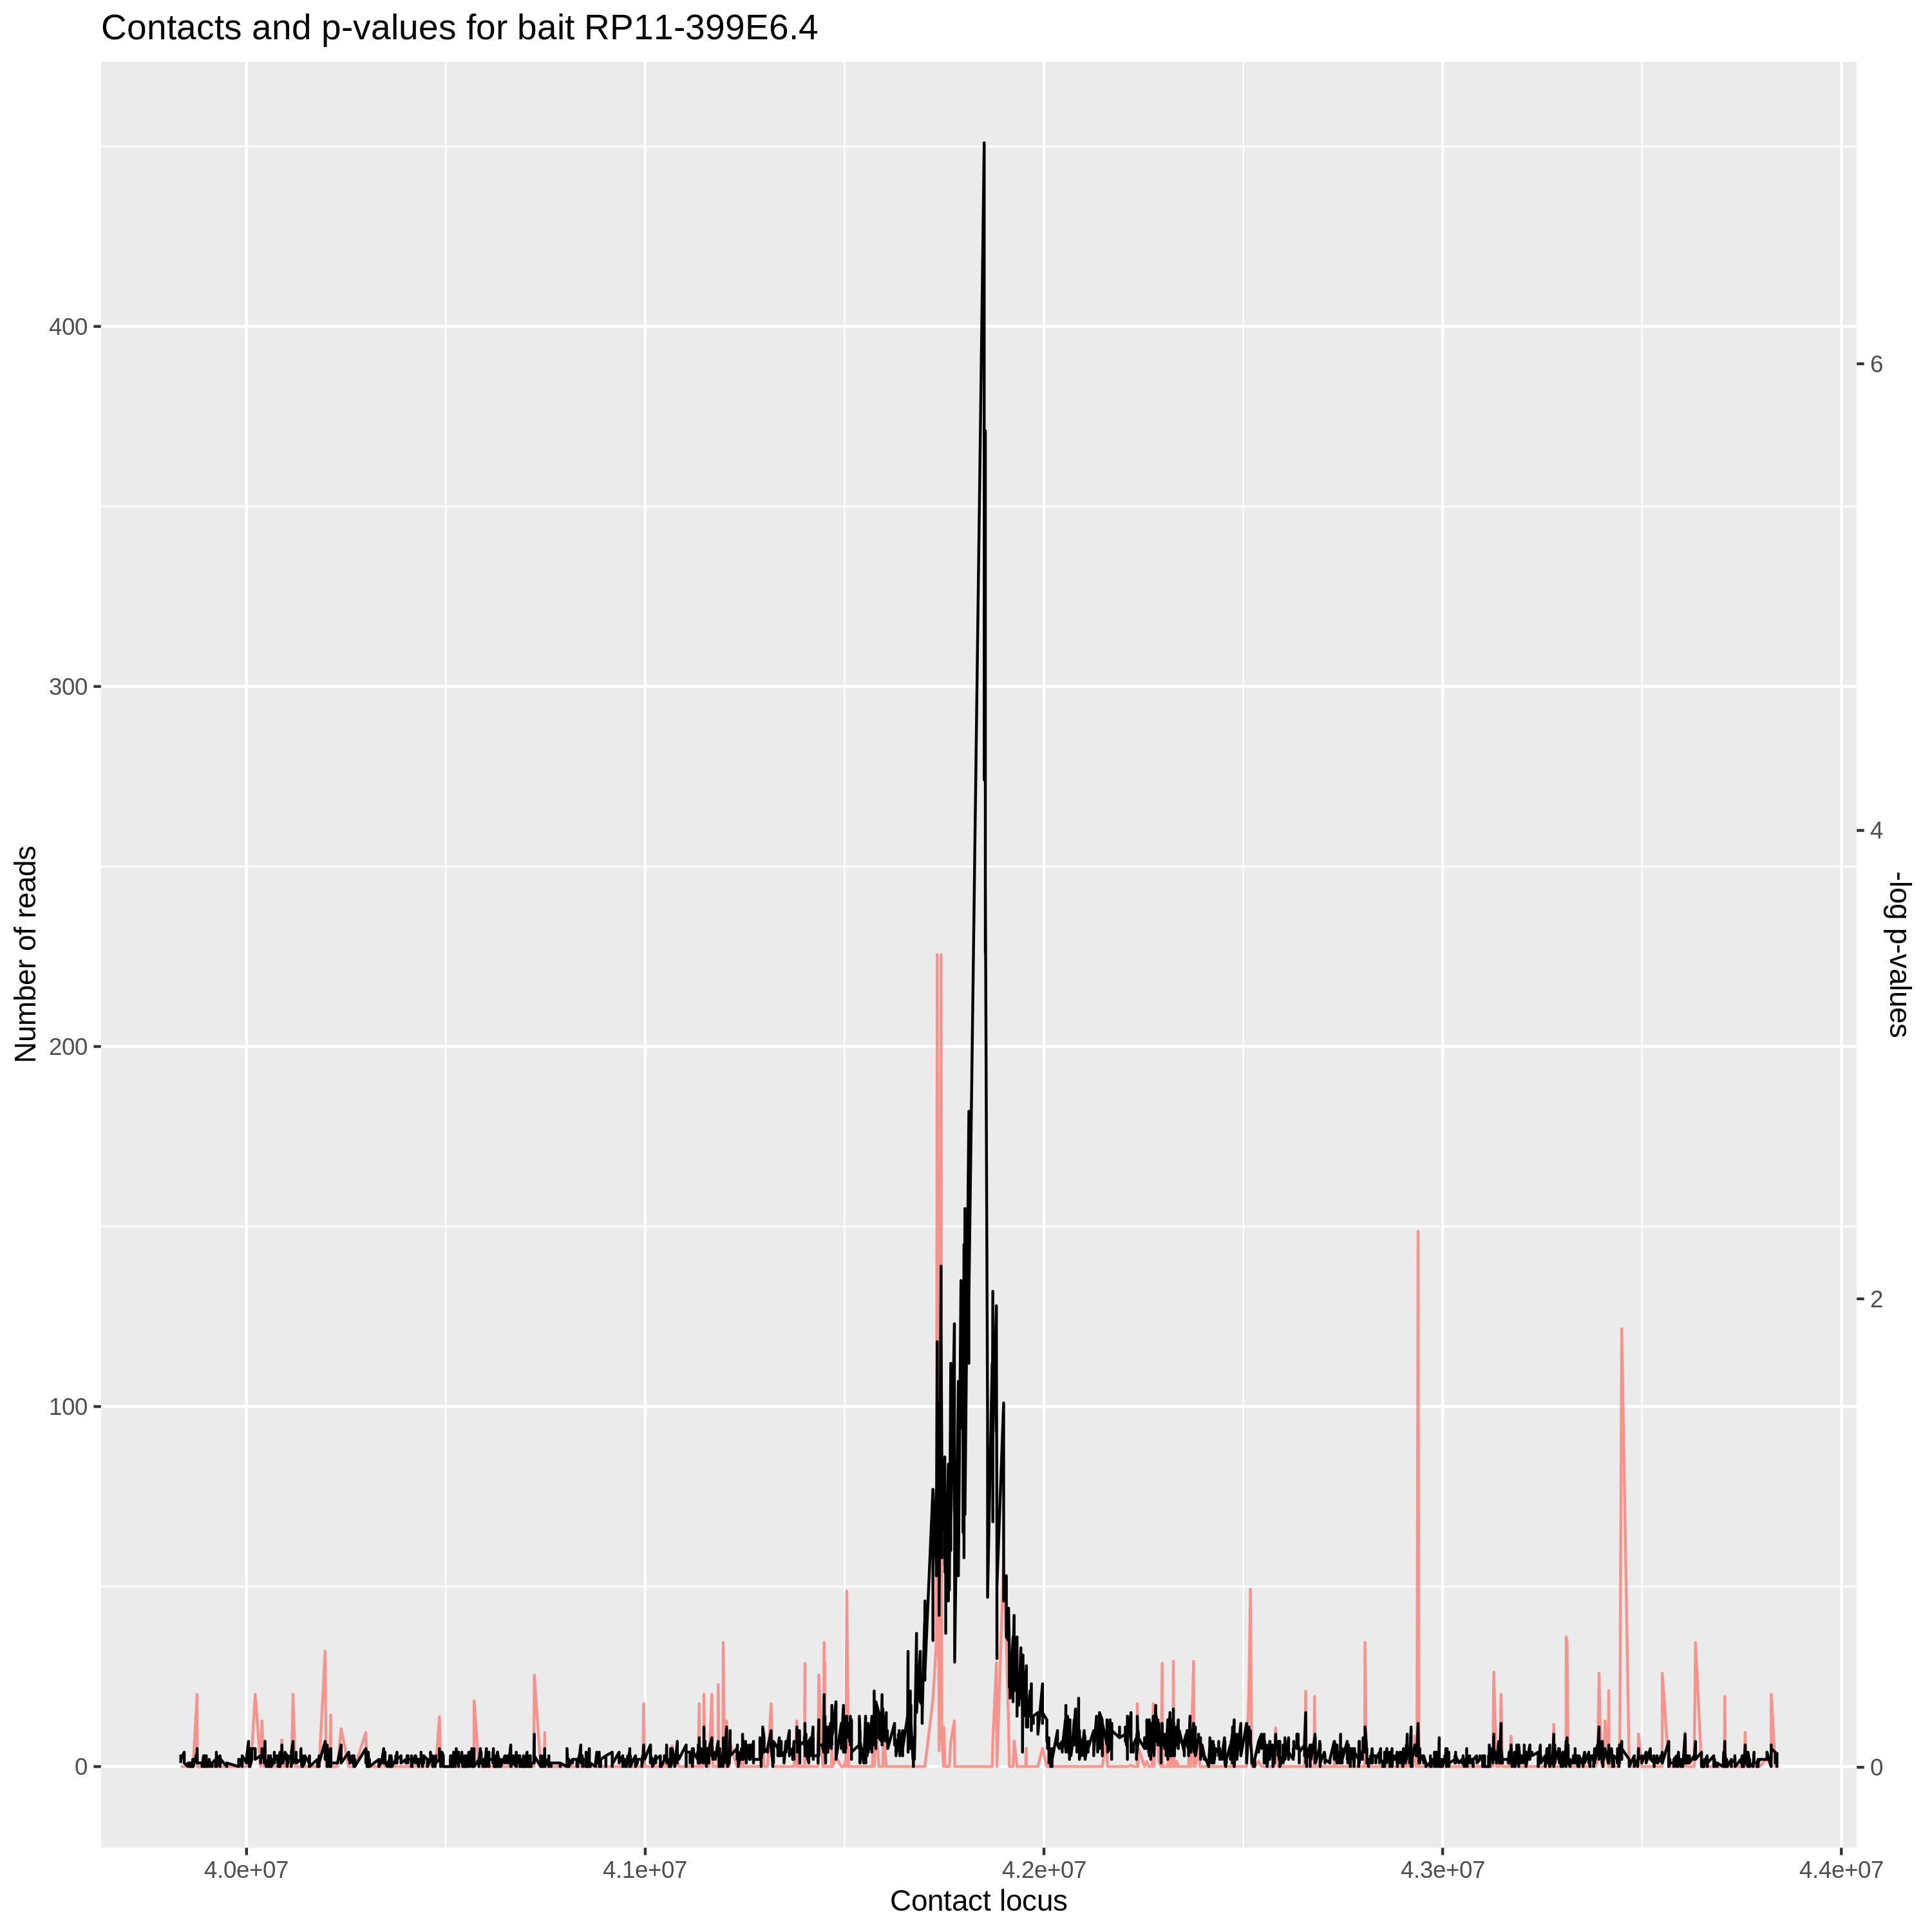 Contacts and p-values for bait RP11-399E6.4
400
300
200
100
0
Number of reads
6
4
2
0
-log p-values
4.0e+07
4.1e+07
4.2e+07
4.3e+07
4.4e+07
Contact locus